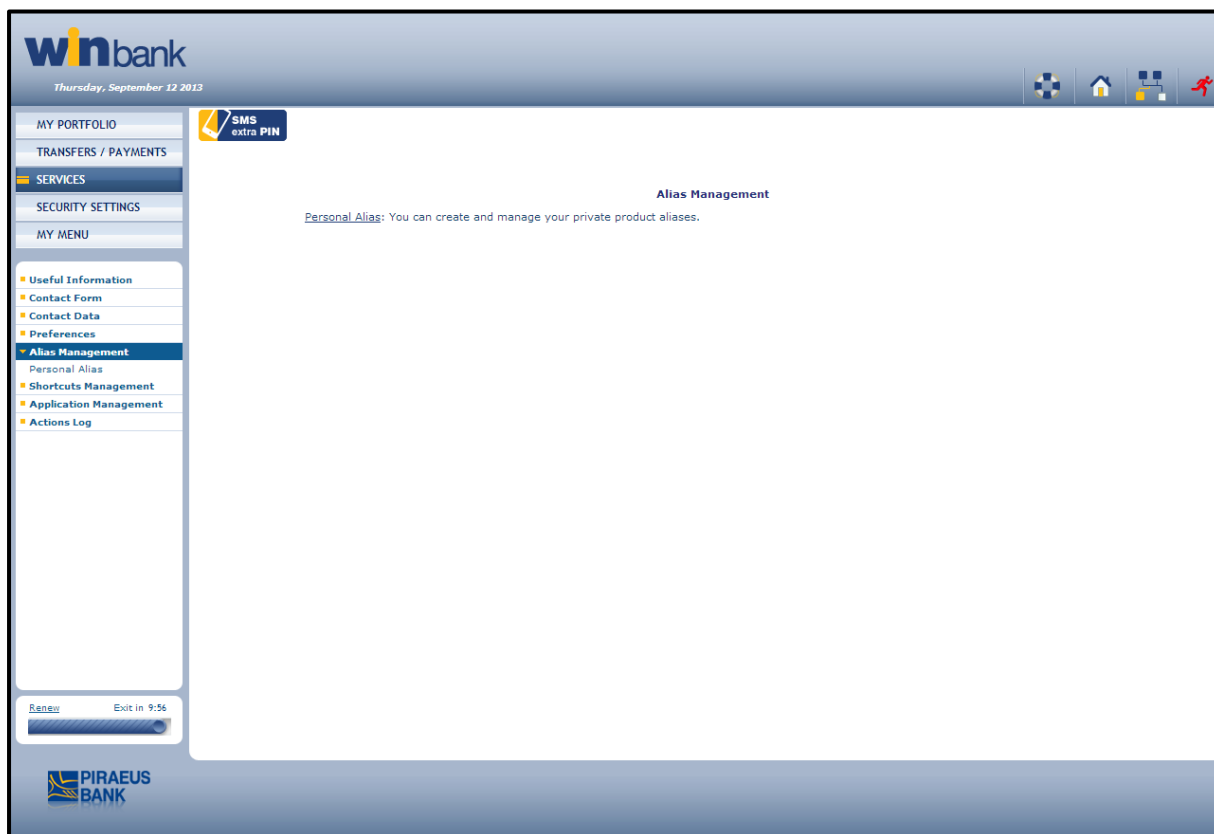 winbank
Thursday, September 12 2013
SMS
extra PIN
MY PORTFOLIO
TRANSFERS / PAYMENTS
SERVICES
SECURITY SETTINGS
MY MENU
Alias Management
Personal Alias: You can create and manage your private product aliases.
Useful Information
Contact Form
Contact Data
Preferences
Alias Management
Personal Alias
Shortcuts Management
Application Management
Actions Log
Renew Exit in 9:56
PIRAEUS
BANK